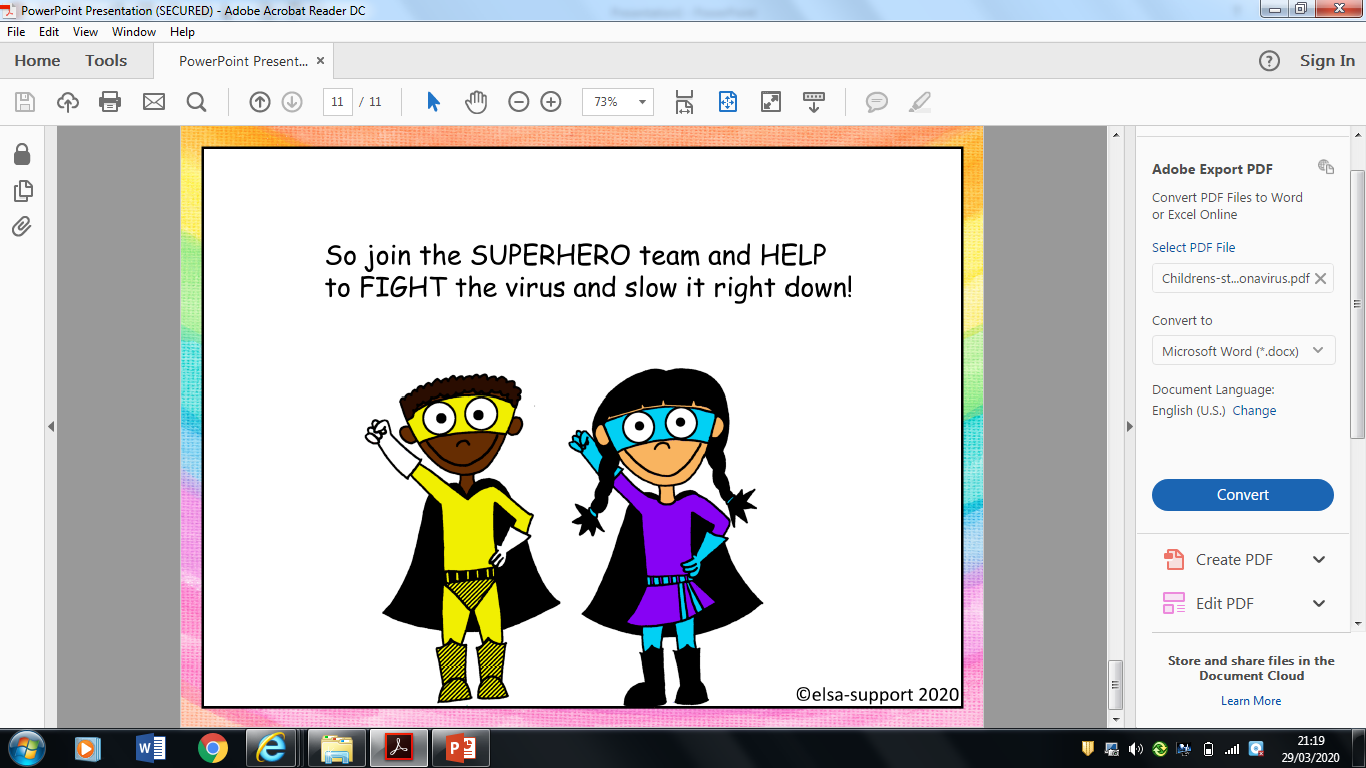 PowerPoint Presentation (SECURED) - Adobe Acrobat Reader DC
File Edit View Window Help
Home Tools PowerPoint Present... × Sign In
11 / 11 73%
So join the SUPERHERO team and HELP
to FIGHT the virus and slow it right down!
©elsa-support 2020
Adobe Export PDF
Convert PDF Files to Word
or Excel Online
Select PDF File
Childrens-st...onavirus.pdf
Convert to
Microsoft Word (*.docx)
Document Language:
English (U.S.) Change
Convert
Create PDF
Edit PDF
Store and share files in the
Document Cloud
Learn More
21:19
29/03/2020